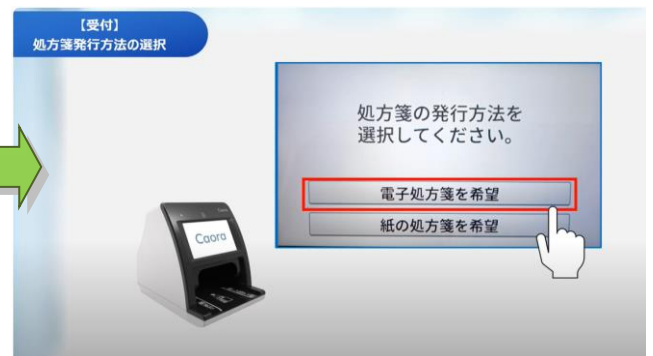 【受付】
処方箋発行方法の選択
処方箋の発行方法を
選択してください。
電子処方箋を希望
紙の処方箋を希望
Caora